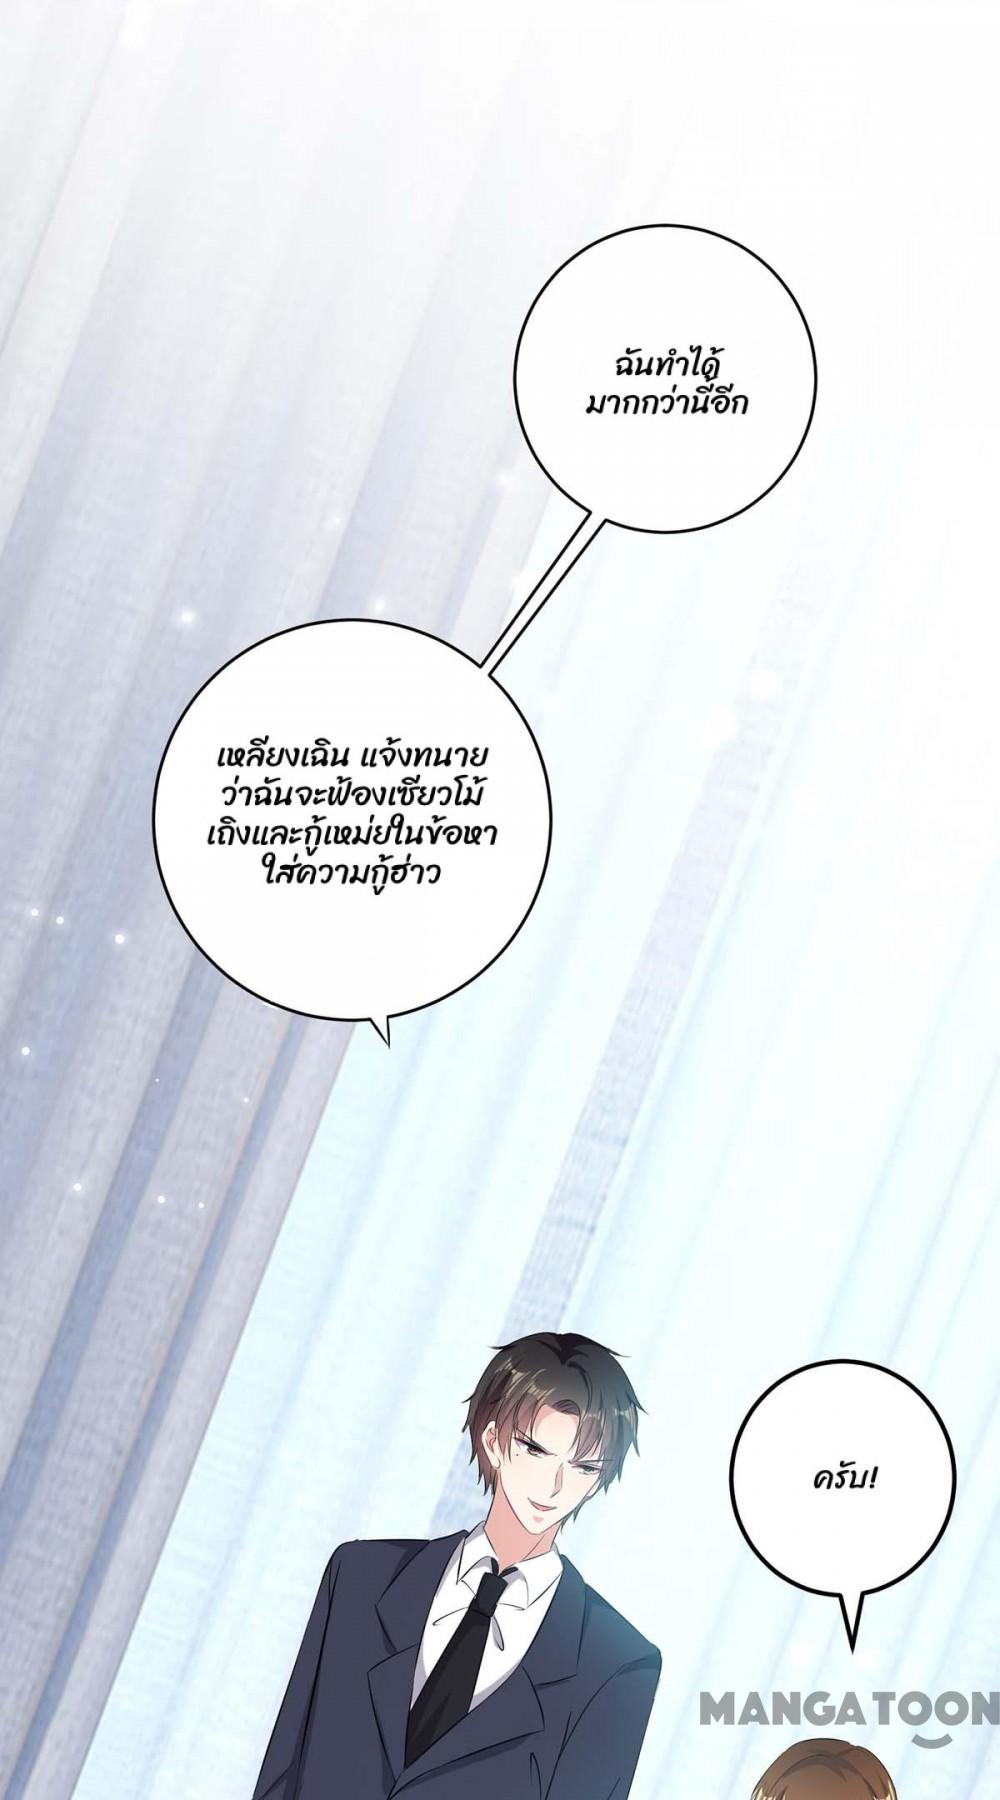 ฉันทำได้
มากกว่านี้อีก
เหลียงเฉิน แจ้งทนาย
ว่าฉันจะฟ้องเซียวโม้
เถิงและกู้เหม่ยในข้อหา
ใส่ความกู้ฮ่าว
ครับ!
MANGATOON